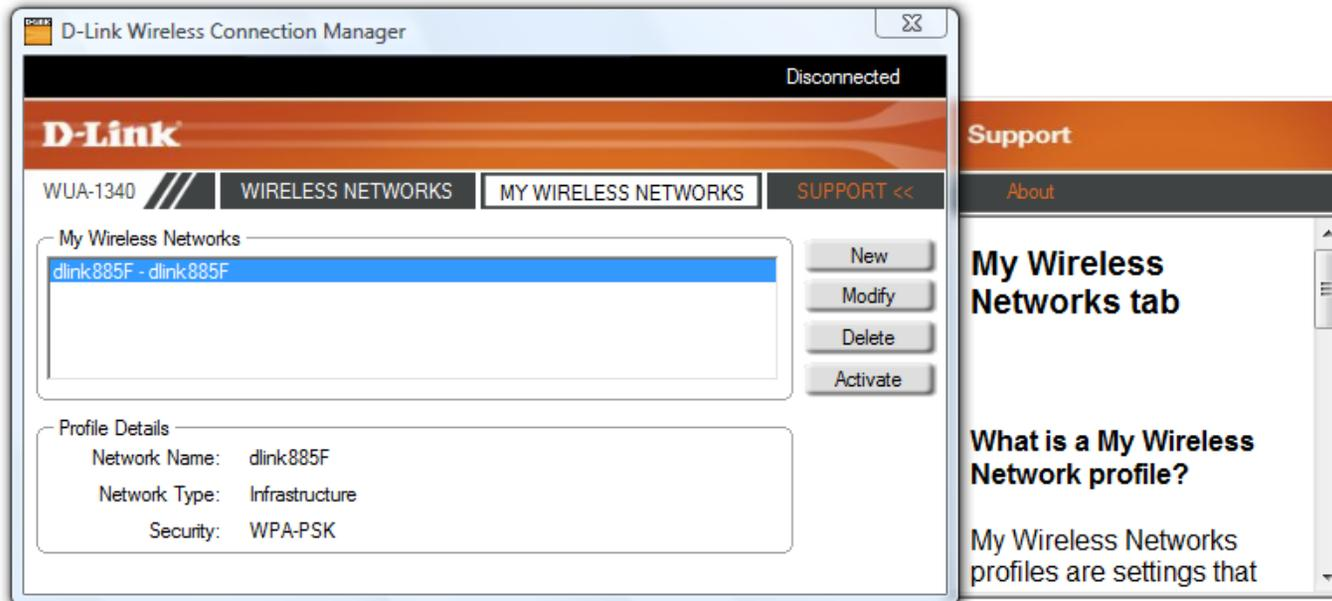 D-Link Wireless Connection Manager
Disconnected
D-Link
Support
WUA-1340
WIRELESS NETWORKS
MY WIRELESS NETWORKS
SUPPORT <<
About
My Wireless Networks
dlink885F - dlink885F
New
Modify
Delete
Activate
Profile Details
Network Name: dlink885F
Network Type: Infrastructure
Security: WPA-PSK
My Wireless
Networks tab
What is a My Wireless
Network profile?
My Wireless Networks
profiles are settings that